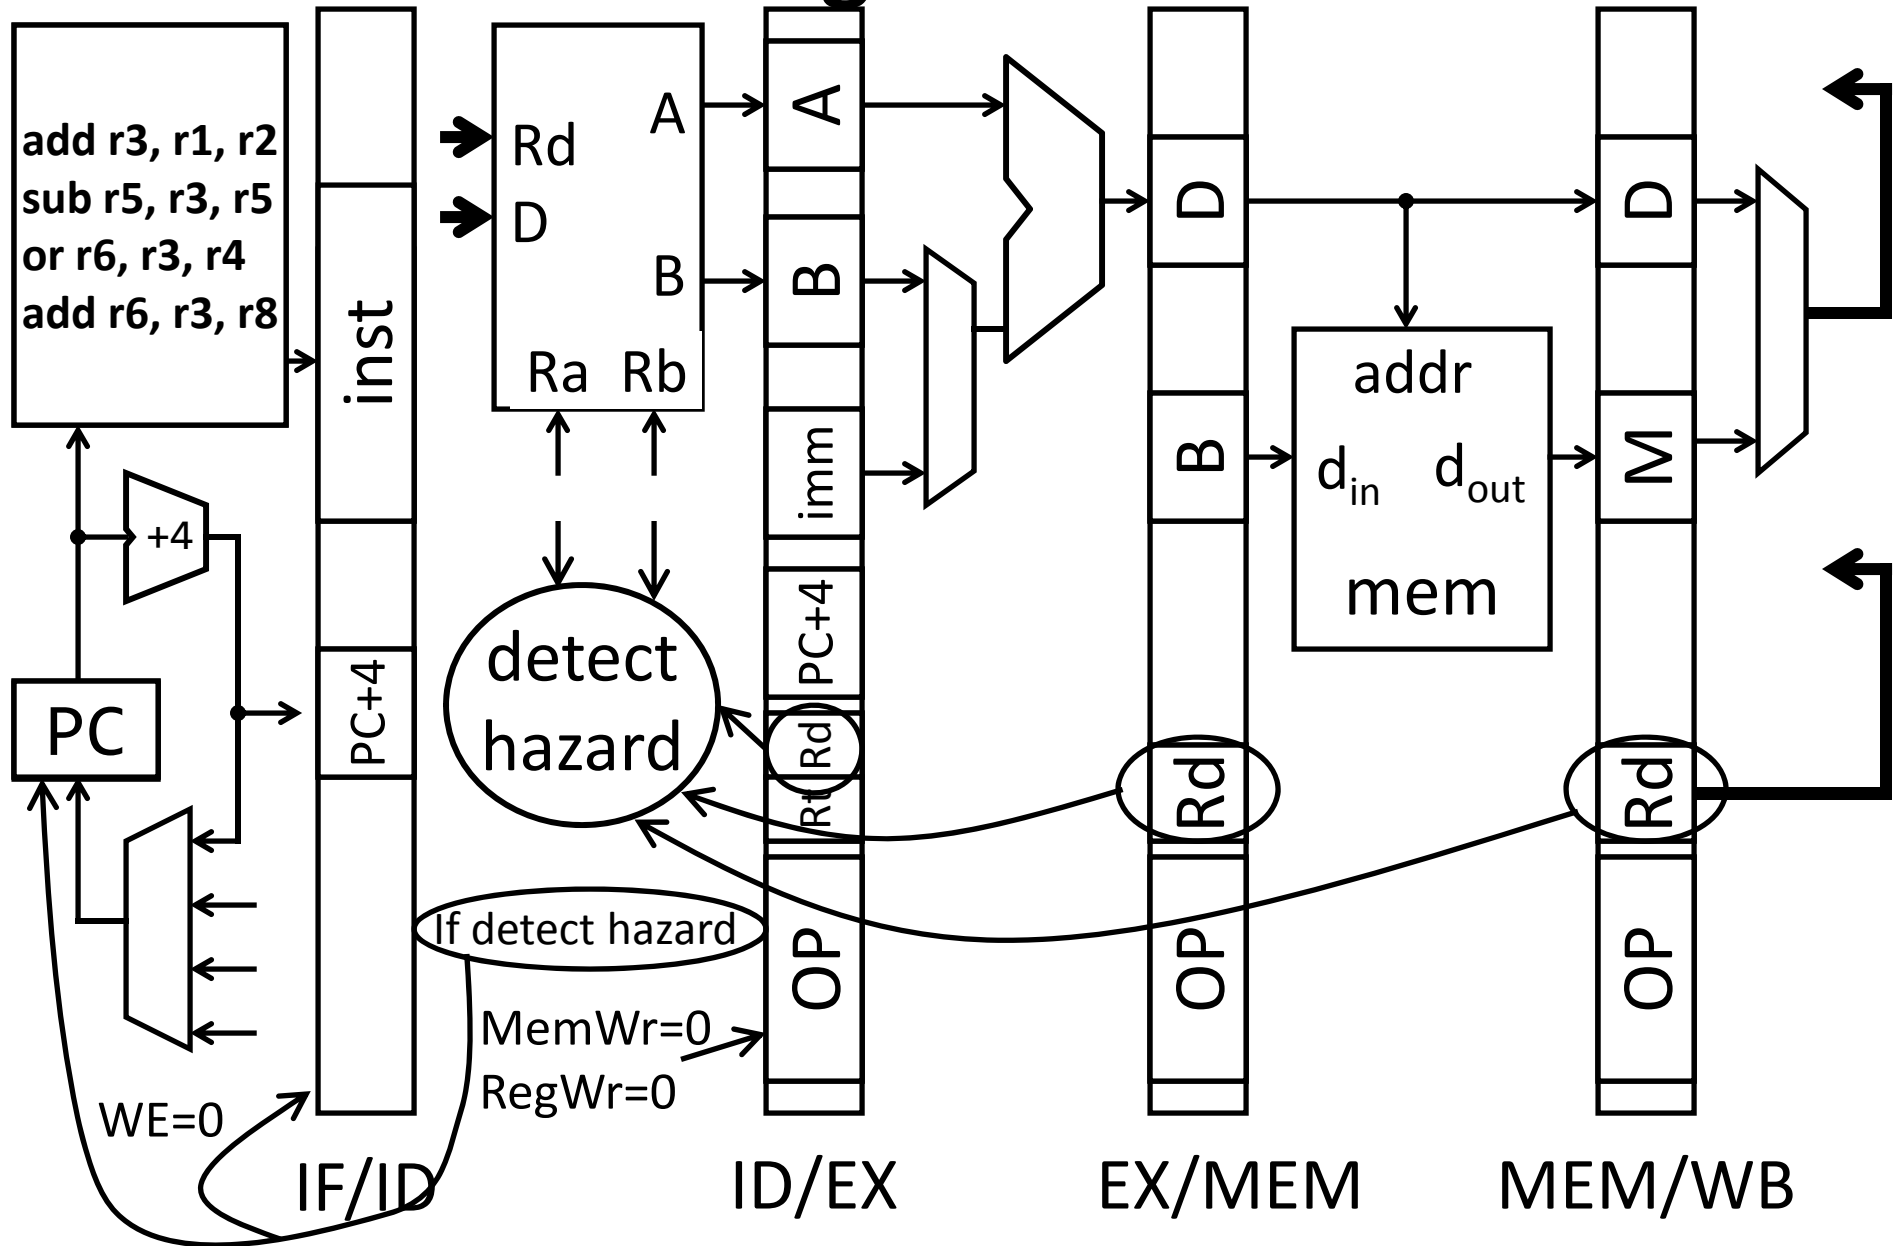 add r3, r1, r2
sub r5, r3, r5
or r6, r3, r4
add r6, r3, r8
inst
+4
PC+4
PC
WE=0
IF/ID
Rd
A
D
B
Ra Rb
detect
hazard
If detect hazard
MemWr=0
RegWr=0
A
B
imm
PC+4
Rd
Rt
OP
ID/EX
D
B
Rd
OP
EX/MEM
addr
din dout
mem
D
M
Rd
OP
MEM/WB